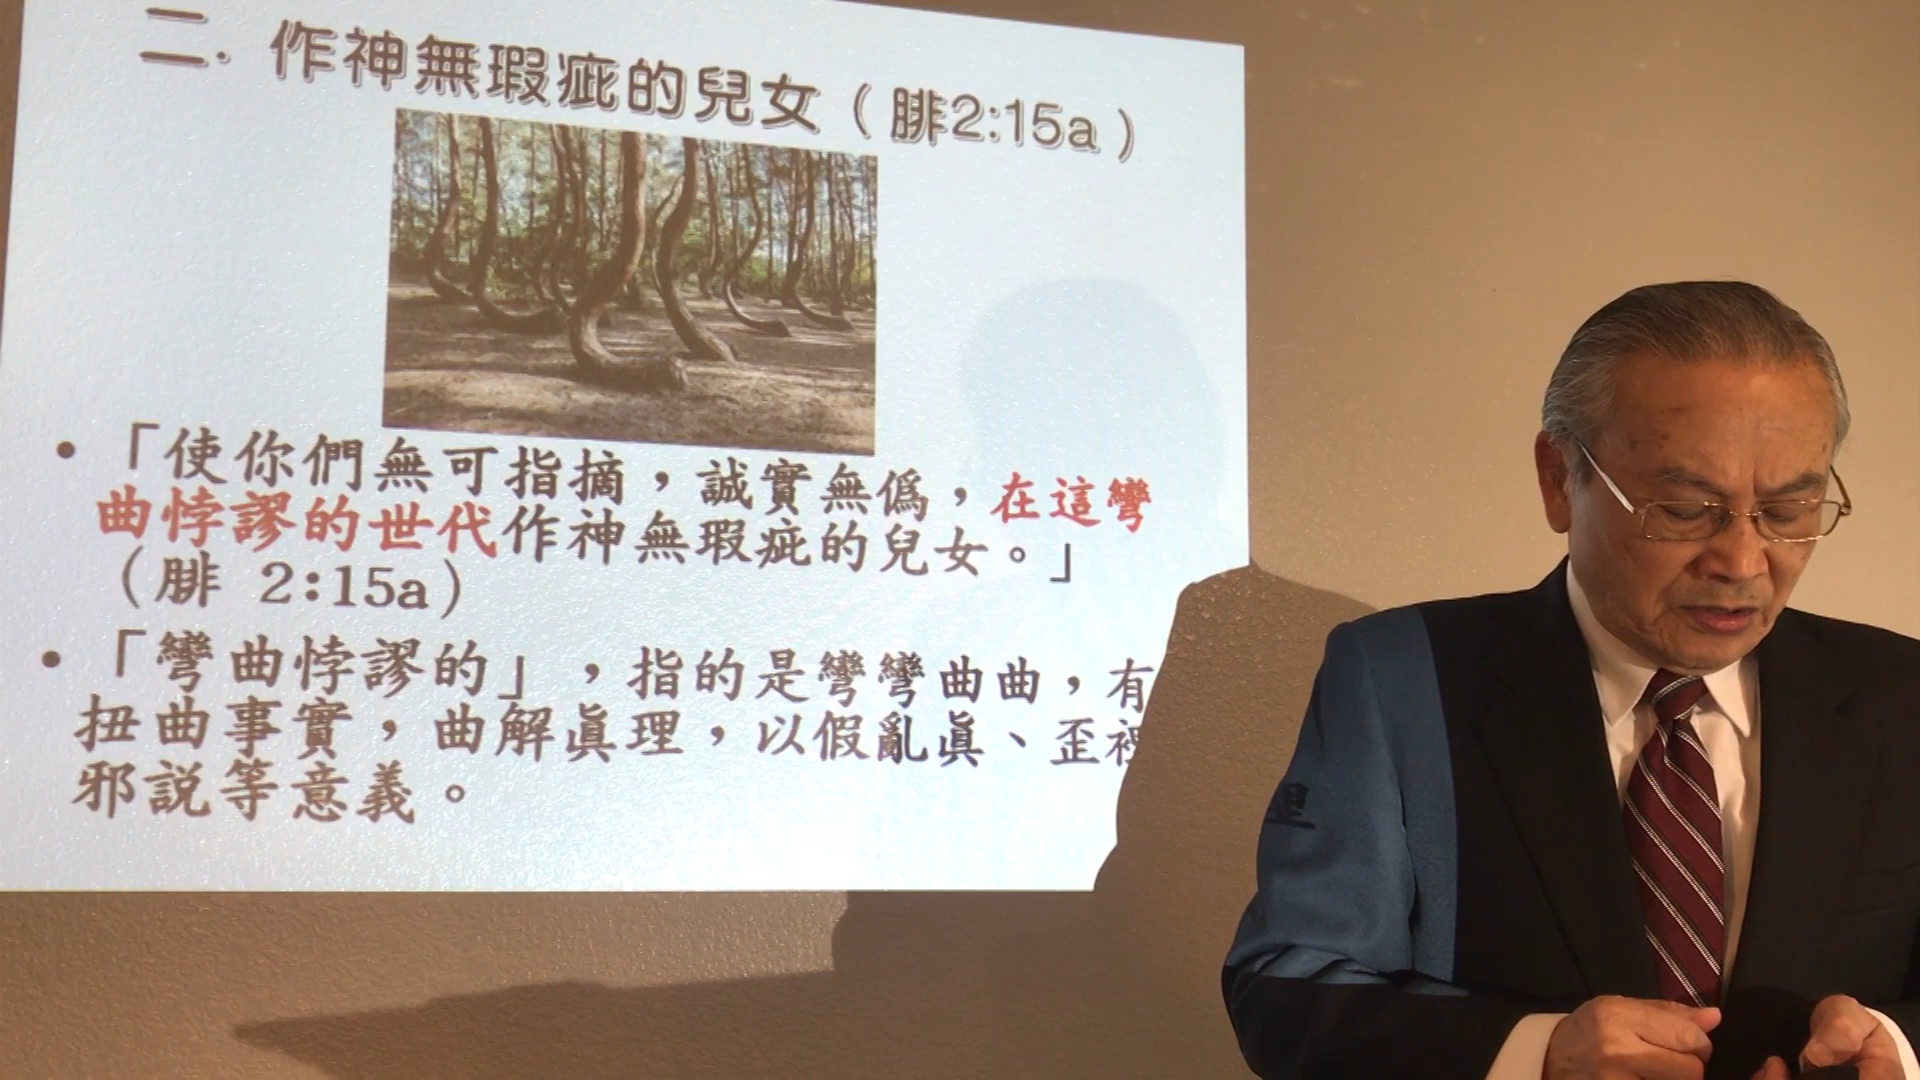 二. 作神無瑕疵的兒女（腓2:15a）
• 「使你們無可指摘，誠實無偽，在這彎
曲悖謬的世代作神無瑕疵的兒女。」
（腓 2:15a）
• 「彎曲悖謬的」，指的是彎彎曲曲，有
扭曲事實，曲解眞理，以假亂眞、歪裡
邪說等意義。